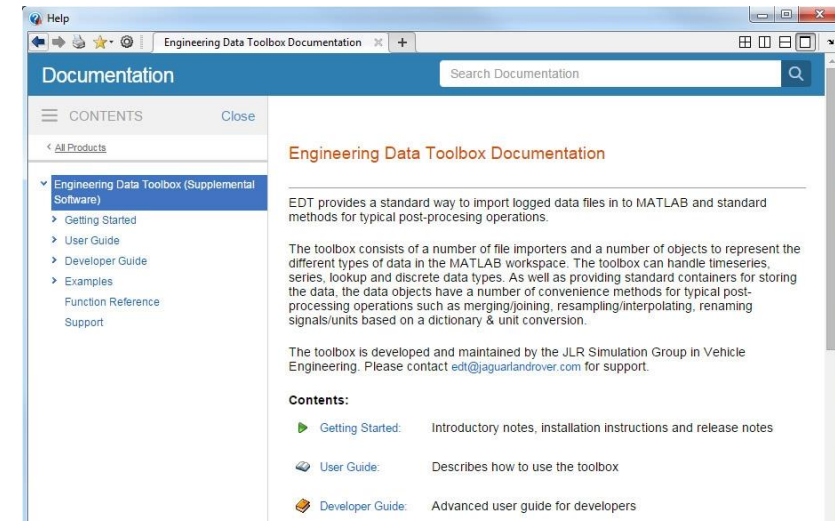 Help
Engineering Data Toolbox Documentation
Documentation
Search Documentation
CONTENTS Close
All Products
Engineering Data Toolbox (Supplemental
Software)
Getting Started
User Guide
Developer Guide
Examples
Function Reference
Support
Engineering Data Toolbox Documentation
EDT provides a standard way to import logged data files in to MATLAB and standard
methods for typical post-procesing operations.
The toolbox consists of a number of file importers and a number of objects to represent the
different types of data in the MATLAB workspace. The toolbox can handle timeseries,
series, lookup and discrete data types. As well as providing standard containers for storing
the data, the data objects have a number of convenience methods for typical post-
processing operations such as merging/joining, resampling/interpolating, renaming
signals/units based on a dictionary & unit conversion.
The toolbox is developed and maintained by the JLR Simulation Group in Vehicle
Engineering. Please contact edt@jaguarlandrover.com for support.
Contents:
Getting Started: Introductory notes, installation instructions and release notes
User Guide: Describes how to use the toolbox
Developer Guide: Advanced user guide for developers